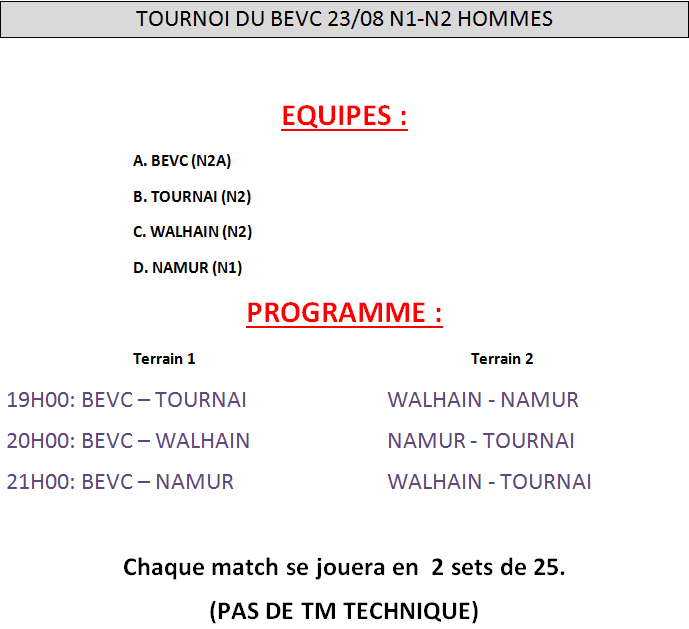 TOURNOI DU BEVC 23/08 N1-N2 HOMMES
EQUIPES :
A. BEVC (N2A)
B. TOURNAI (N2)
C. WALHAIN (N2)
D. NAMUR (N1)
PROGRAMME :
Terrain 1 Terrain 2
19H00: BEVC – TOURNAI WALHAIN - NAMUR
20H00: BEVC – WALHAIN NAMUR - TOURNAI
21H00: BEVC – NAMUR WALHAIN - TOURNAI
Chaque match se jouera en  2 sets de 25.
(PAS DE TM TECHNIQUE)